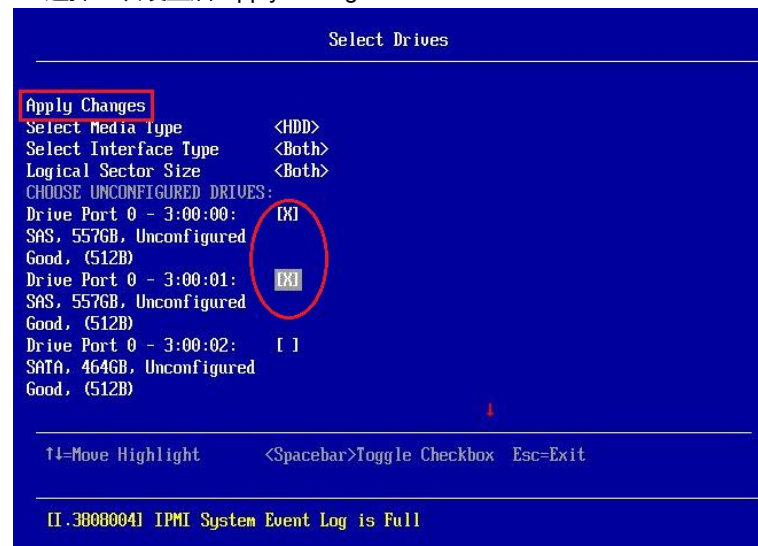 Select Drives
Apply Changes
Select Media Type <HDD>
Select Interface Type <Both>
Logical Sector Size <Both>
CHOOSE UNCONFIGURED DRIVES:
Drive Port 0 - 3:00:00: [X]
SAS, 557GB, Unconfigured
Good, (512B)
Drive Port 0 - 3:00:01: [X]
SAS, 557GB, Unconfigured
Good, (512B)
Drive Port 0 - 3:00:02: [ ]
SATA, 464GB, Unconfigured
Good, (512B)
↓
↑↓=Move Highlight <Spacebar>Toggle Checkbox Esc=Exit
[I.3808004] IPMI System Event Log is Full